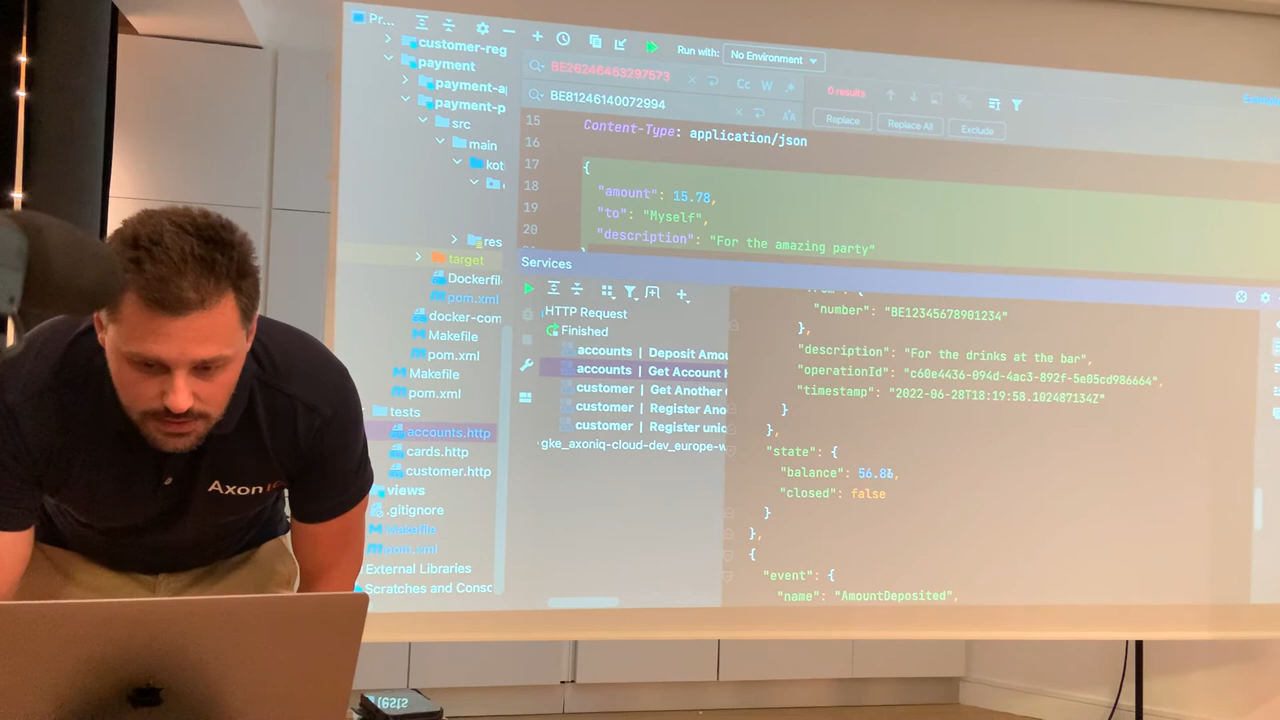 Pr...
Run with:
No Environment
customer-reg
payment
payment-a
payment-p
src
main
kot
res
target
Dockerfil
pom.xml
docker-com
Makefile
pom.xml
Makefile
pom.xml
tests
accounts.http
cards.http
customer.http
views
.gitignore
Makefile
pom.xml
External Libraries
Scratches and Consc
BE26246463297573
Cc W .*
0 results
BE81246140072994
Replace
Replace All
Exclude
15 Content-Type: application/json
16
17 {
18 "amount": 15.78,
19 "to": "Myself",
20 "description": "For the amazing party"
Services
HTTP Request
Finished
accounts | Deposit Amou
accounts | Get Account H
customer | Get Another
customer | Register Ano
customer | Register uniq
gke_axoniq-cloud-dev_europe-w
"number": "BE12345678901234"
},
"description": "For the drinks at the bar",
"operationId": "c60e4436-094d-4ac3-892f-5e05cd986664",
"timestamp": "2022-06-28T18:19:58.102487134Z"
}
},
"state": {
"balance": 56.86,
"closed": false
}
},
{
"event": {
"name": "AmountDeposited",
Axon